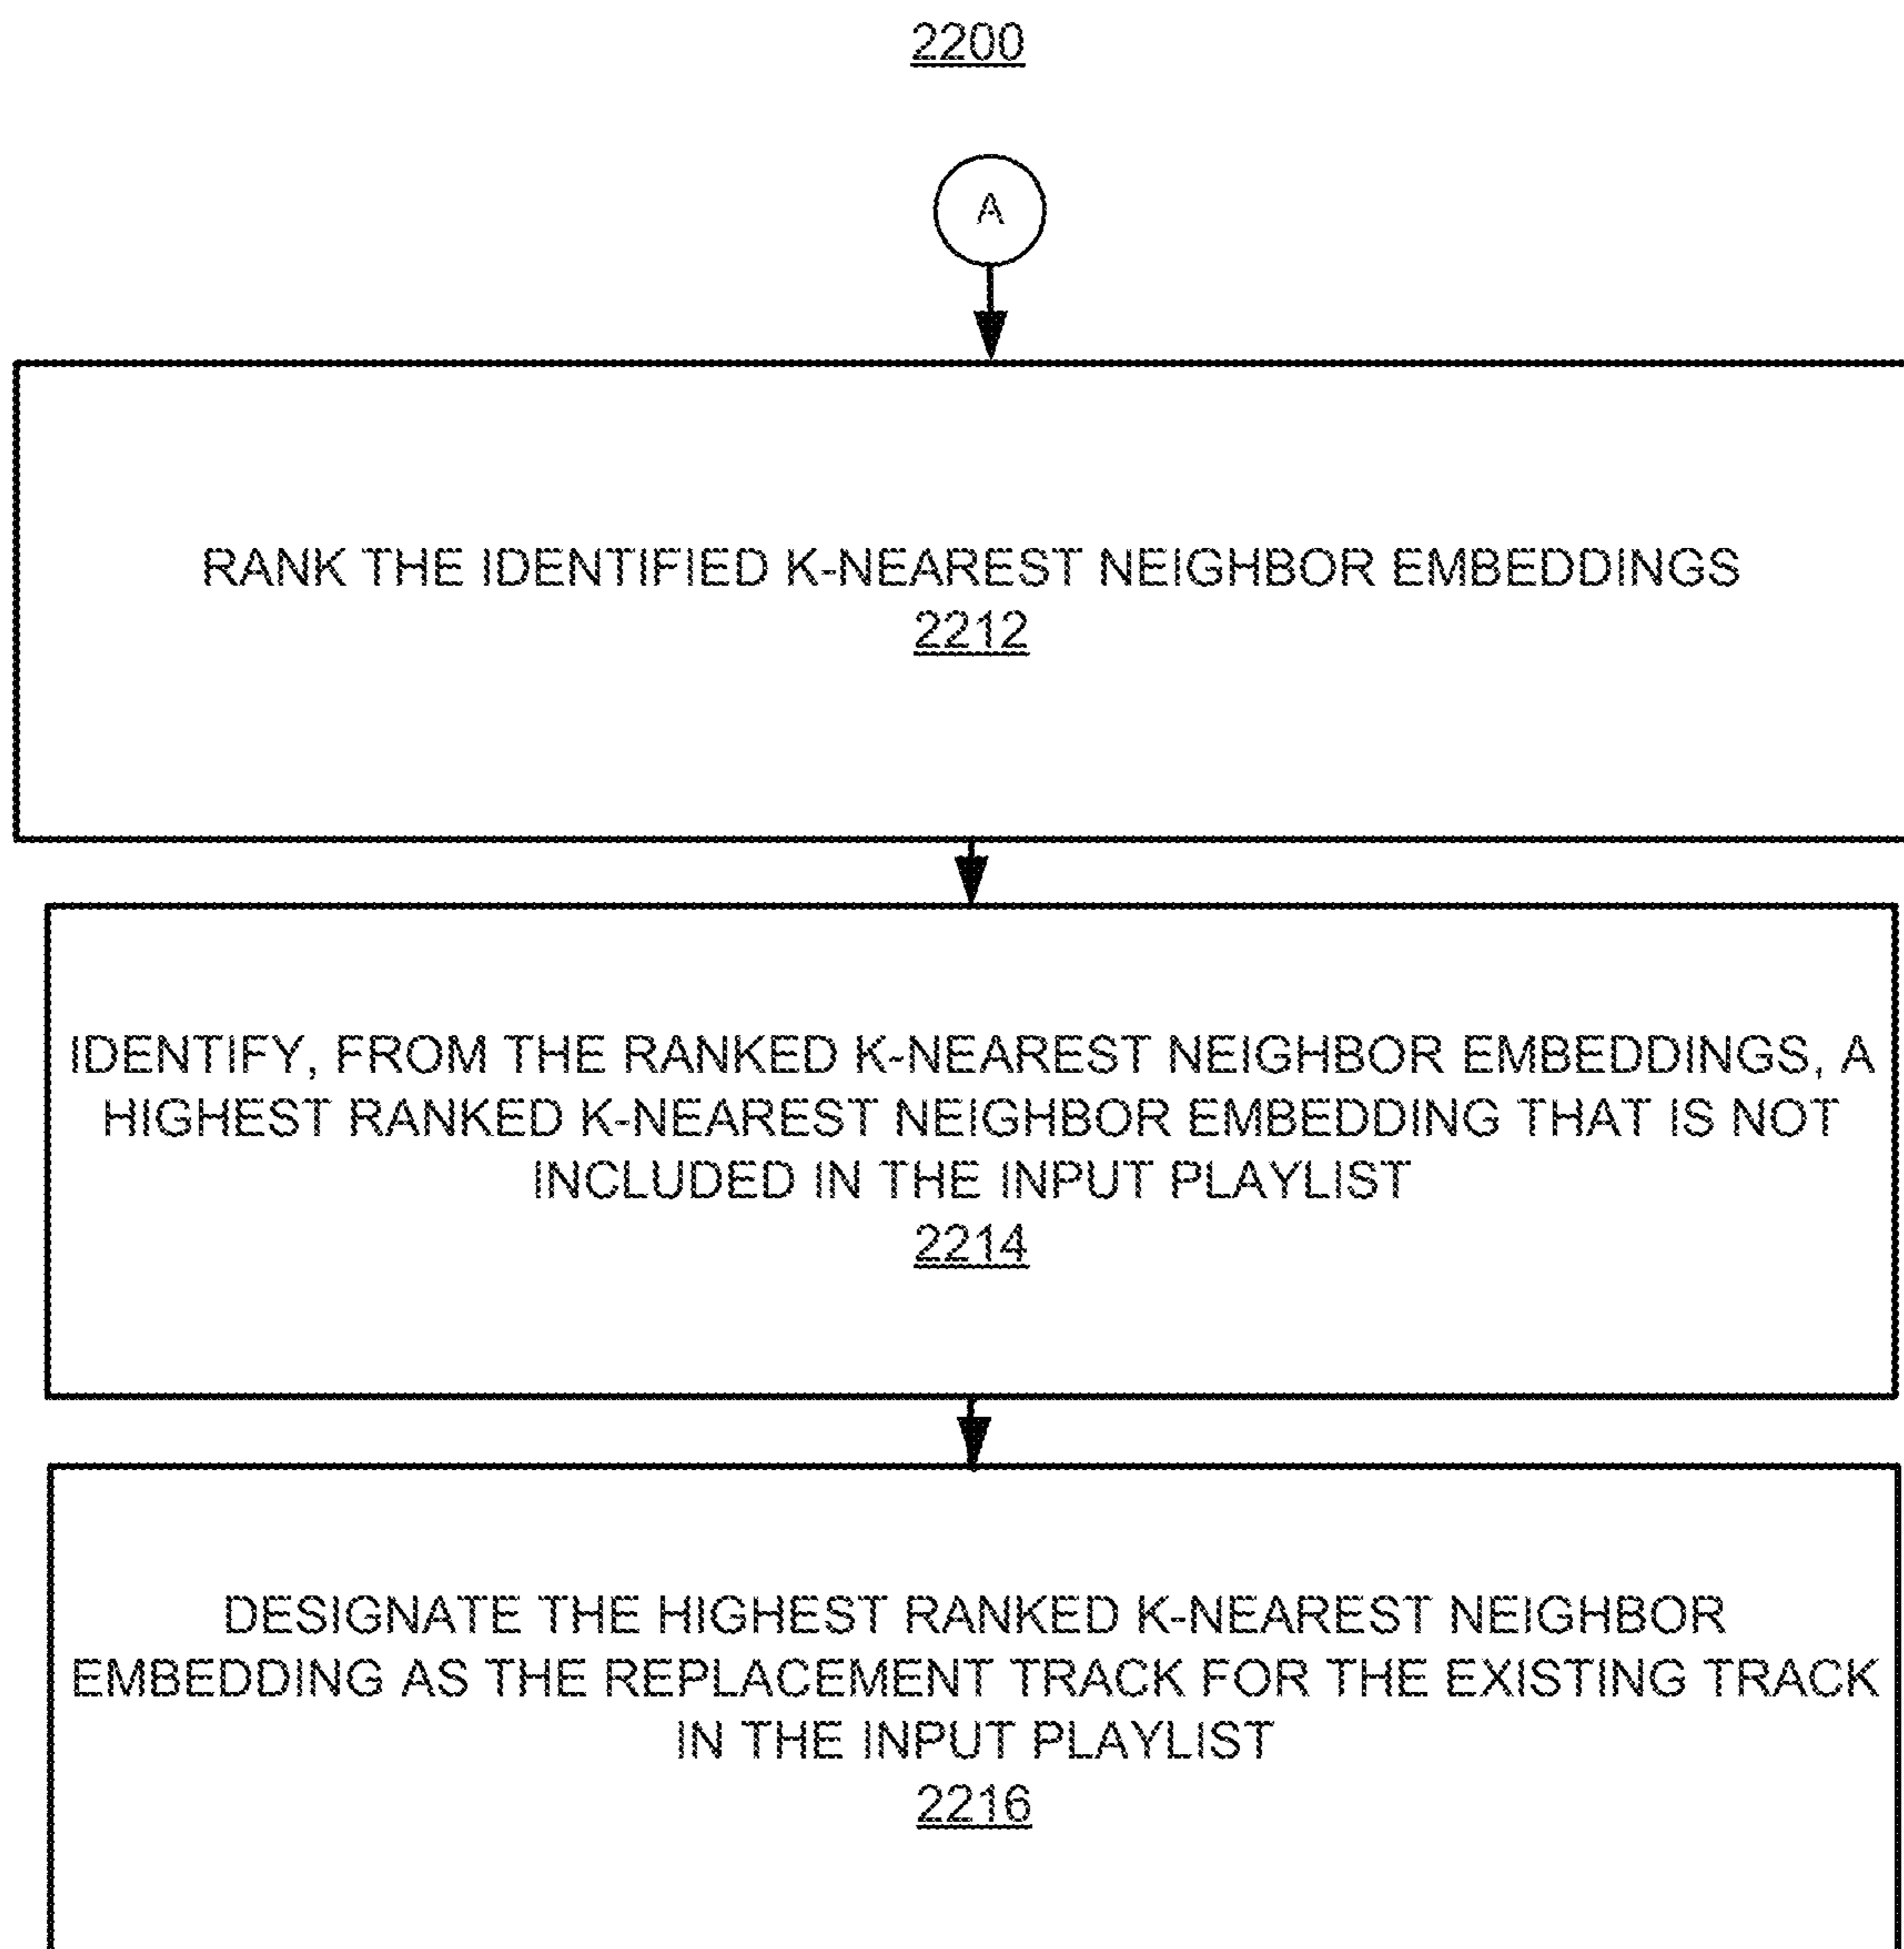 2200
A
RANK THE IDENTIFIED K-NEAREST NEIGHBOR EMBEDDINGS
2212
IDENTIFY, FROM THE RANKED K-NEAREST NEIGHBOR EMBEDDINGS, A
HIGHEST RANKED K-NEAREST NEIGHBOR EMBEDDING THAT IS NOT
INCLUDED IN THE INPUT PLAYLIST
2214
DESIGNATE THE HIGHEST RANKED K-NEAREST NEIGHBOR
EMBEDDING AS THE REPLACEMENT TRACK FOR THE EXISTING TRACK
IN THE INPUT PLAYLIST
2216